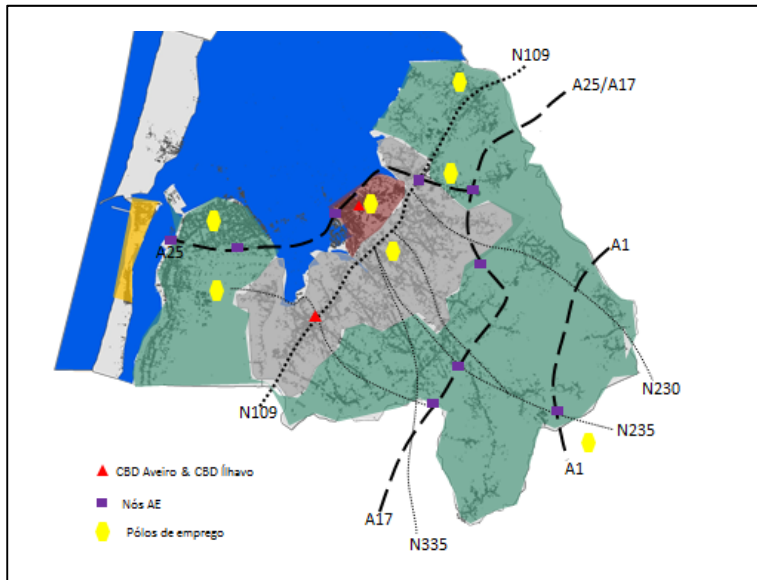 N109
A25/A17
A25
A1
N230
N109
N235
A1
CBD Aveiro & CBD Ílhavo
Nós AE
A17
Pólos de emprego
N335